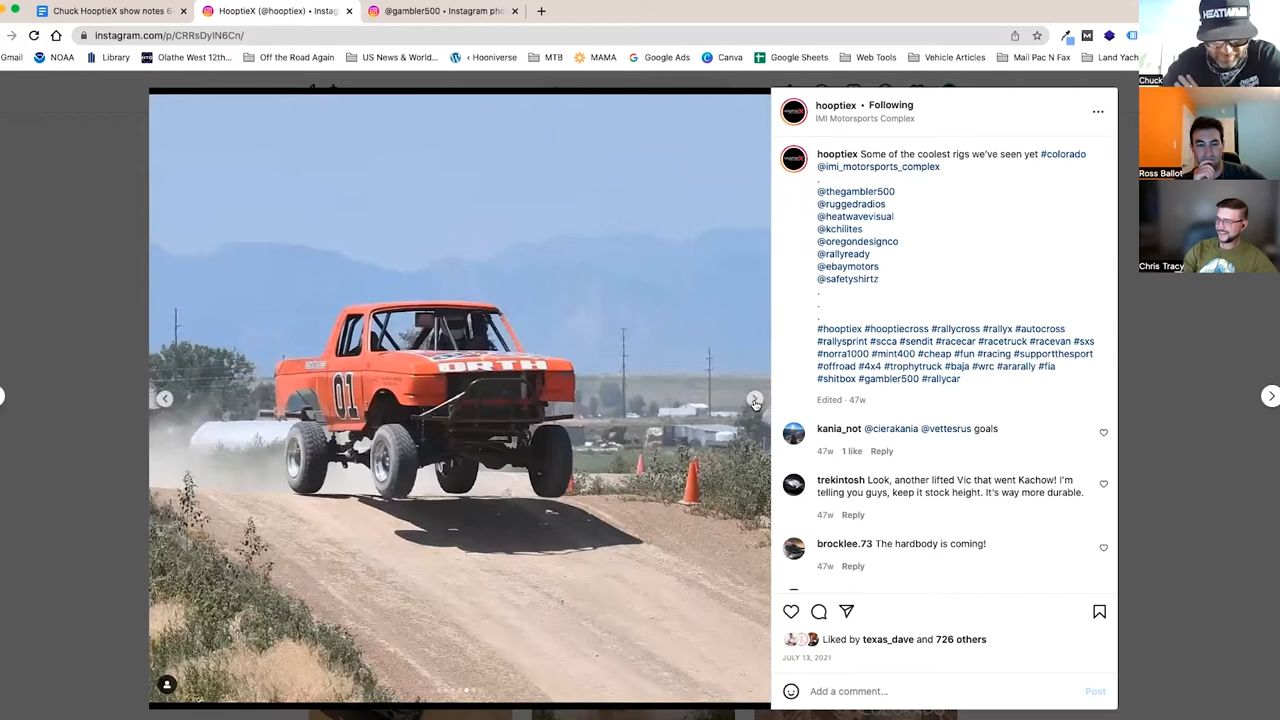 Chuck HooptieX show notes 6
HooptieX (@hooptiex) • Instag
@gambler500 • Instagram pho
instagram.com/p/CRRsDylN6Cn/
Gmail
NOAA
Library
Olathe West 12th...
Off the Road Again
US News & World...
‹ Hooniverse
MTB
MAMA
Google Ads
Canva
Google Sheets
Web Tools
Vehicle Articles
Mail Pac N Fax
Land Yach
HEATWAVE
Chuck
Ross Ballot
Chris Tracy
01
ORTH
hooptiex • Following
IMI Motorsports Complex
hooptiex Some of the coolest rigs we've seen yet #colorado
@imi_motorsports_complex
.
@thegambler500
@ruggedradios
@heatwavevisual
@kchilites
@oregondesignco
@rallyready
@ebaymotors
@safetyshirtz
.
.
.
#hooptiex #hooptiecross #rallycross #rallyx #autocross
#rallysprint #scca #sendit #racecar #racetruck #racevan #sxs
#norra1000 #mint400 #cheap #fun #racing #supportthesport
#offroad #4x4 #trophytruck #baja #wrc #ararally #fia
#shitbox #gambler500 #rallycar
Edited · 47w
kania_not @cierakania @vettesrus goals
47w 1 like Reply
trekintosh Look, another lifted Vic that went Kachow! I'm
telling you guys, keep it stock height. It's way more durable.
47w Reply
brocklee.73 The hardbody is coming!
47w Reply
Liked by texas_dave and 726 others
JULY 13, 2021
Add a comment...
Post